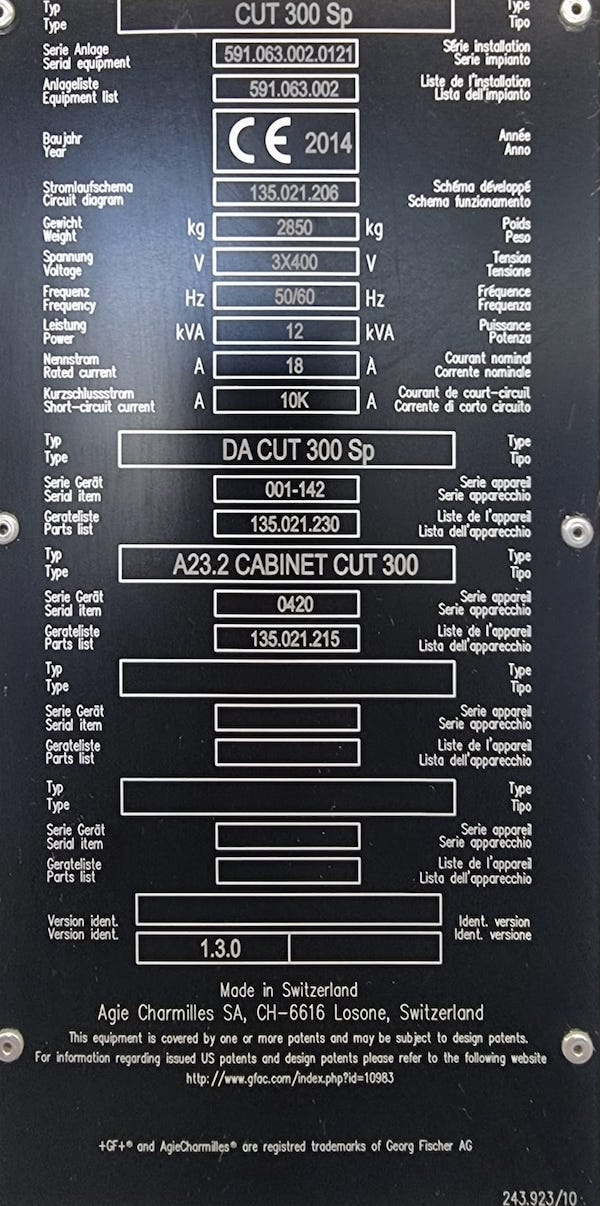 Typ CUT 300 Sp Type
Type Tipo
Serie Anlage 591.063.002.0121 Série installation
Serial equipment Serie impianto
Anlageliste 591.063.002 Liste de l'installation
Equipment list Lista dell'impianto
Baujahr CE 2014 Année
Year Anno
Stromlaufschema 135.021.206 Schéma développé
Circuit diagram Schema funzionamento
Gewicht kg 2850 kg Poids
Weight Peso
Spannung V 3X400 V Tension
Voltage Tensione
Frequenz Hz 50/60 Hz Fréquence
Frequency Frequenza
Leistung kVA 12 kVA Puissance
Power Potenza
Nennstrom A 18 A Courant nominal
Rated current Corrente nominale
Kurzschlussstrom A 10K A Courant de court-circuit
Short-circuit current Corrente di corto circuito
Typ DA CUT 300 Sp Type
Type Tipo
Serie Gerät 001-142 Serie appareil
Serial item Serie apparecchio
Gerateliste 135.021.230 Liste de l'appareil
Parts list Lista dell'apparecchio
Typ A23.2 CABINET CUT 300 Type
Type Tipo
Serie Gerät 0420 Serie appareil
Serial item Serie apparecchio
Gerateliste 135.021.215 Liste de l'appareil
Parts list Lista dell'apparecchio
Typ Type
Type Tipo
Serie Gerät Serie appareil
Serial item Serie apparecchio
Gerateliste Liste de l'appareil
Parts list Lista dell'apparecchio
Typ Type
Type Tipo
Serie Gerät Serie appareil
Serial item Serie apparecchio
Gerateliste Liste de l'appareil
Parts list Lista dell'apparecchio
Version ident. Ident. version
Version ident. 1.3.0 Ident. versione
Made in Switzerland
Agie Charmilles SA, CH-6616 Losone, Switzerland
This equipment is covered by one or more patents and may be subject to design patents.
For information regarding issued US patents and design patents please refer to the following website
http://www.gfac.com/index.php?id=10983
+GF+® and AgieCharmilles® are registred trademarks of Georg Fischer AG
243.923/10